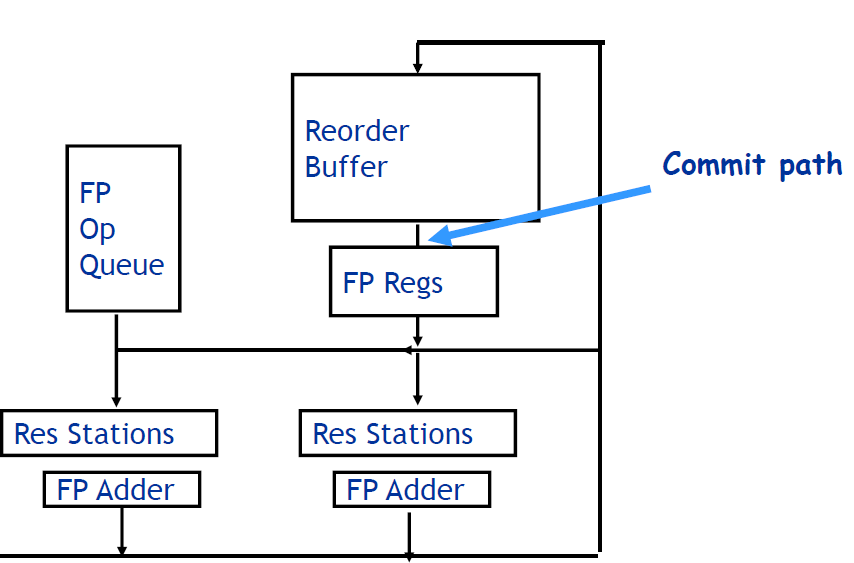 Reorder
Buffer
Commit path
FP
Op
Queue
FP Regs
Res Stations
Res Stations
FP Adder
FP Adder